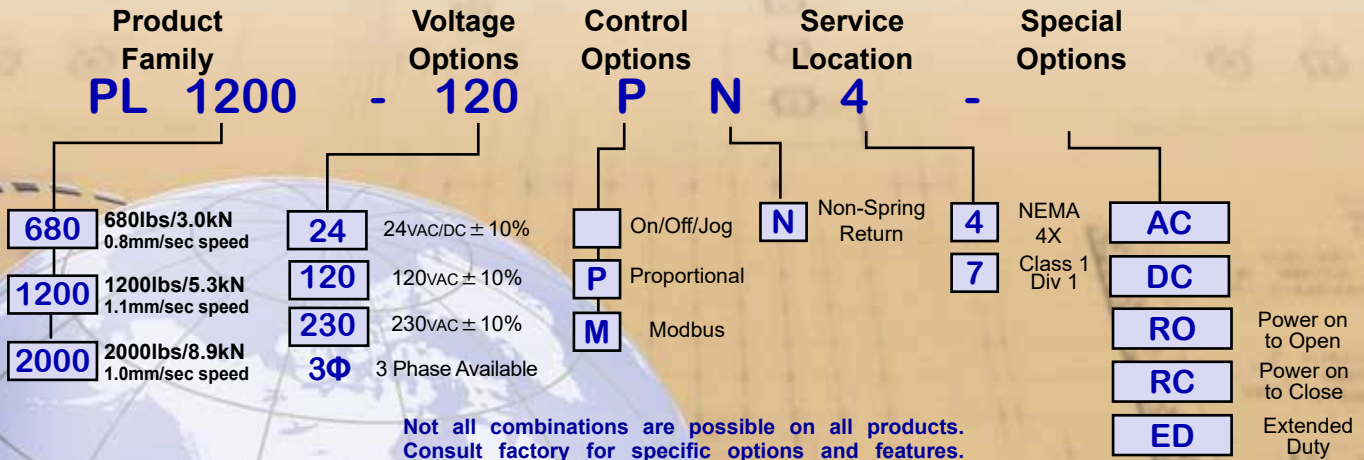 Product Family
Voltage Options
Control Options
Service Location
Special Options
PL 1200 - 120 P N 4 -
680 680lbs/3.0kN
0.8mm/sec speed
1200 1200lbs/5.3kN
1.1mm/sec speed
2000 2000lbs/8.9kN
1.0mm/sec speed
24 24VAC/DC ± 10%
120 120VAC ± 10%
230 230VAC ± 10%
3Φ 3 Phase Available
On/Off/Jog
P Proportional
M Modbus
N Non-Spring
Return
4 NEMA
4X
7 Class 1
Div 1
AC
DC
RO Power on
to Open
RC Power on
to Close
ED Extended
Duty
Not all combinations are possible on all products.
Consult factory for specific options and features.